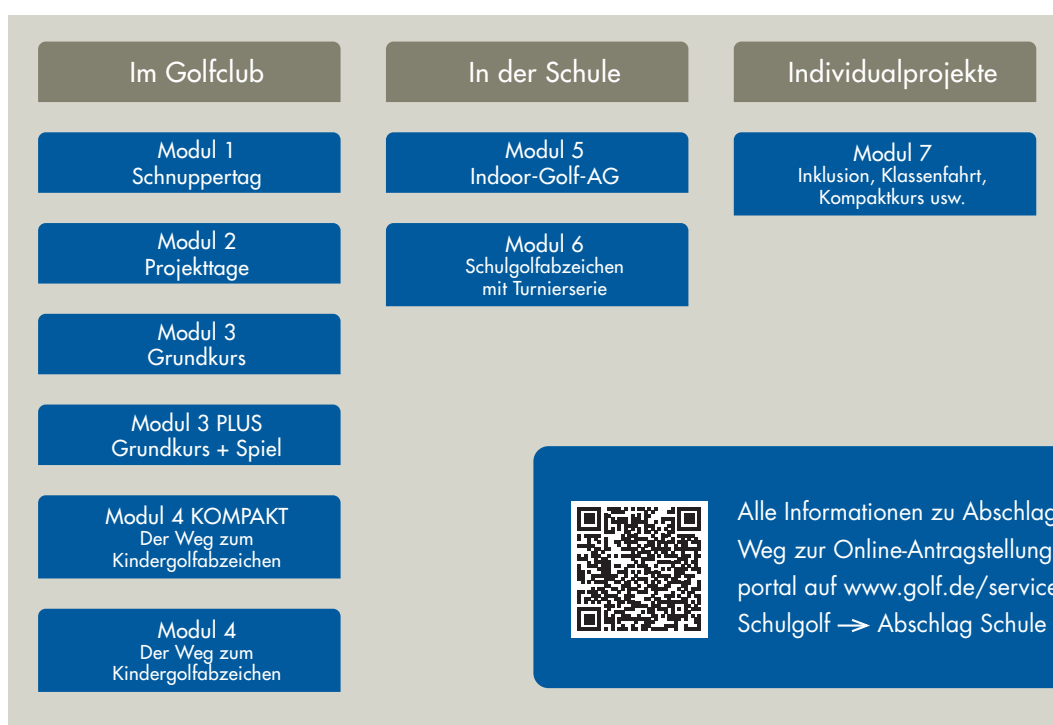 Im Golfclub
Modul 1
Schnuppertag
Modul 2
Projekttage
Modul 3
Grundkurs
Modul 3 PLUS
Grundkurs + Spiel
Modul 4 KOMPAKT
Der Weg zum
Kindergolfabzeichen
Modul 4
Der Weg zum
Kindergolfabzeichen
In der Schule
Modul 5
Indoor-Golf-AG
Modul 6
Schulgolfabzeichen
mit Turnierserie
Individualprojekte
Modul 7
Inklusion, Klassenfahrt,
Kompaktkurs usw.
Alle Informationen zu Abschlag
Weg zur Online-Antragstellung
portal auf www.golf.de/service
Schulgolf → Abschlag Schule